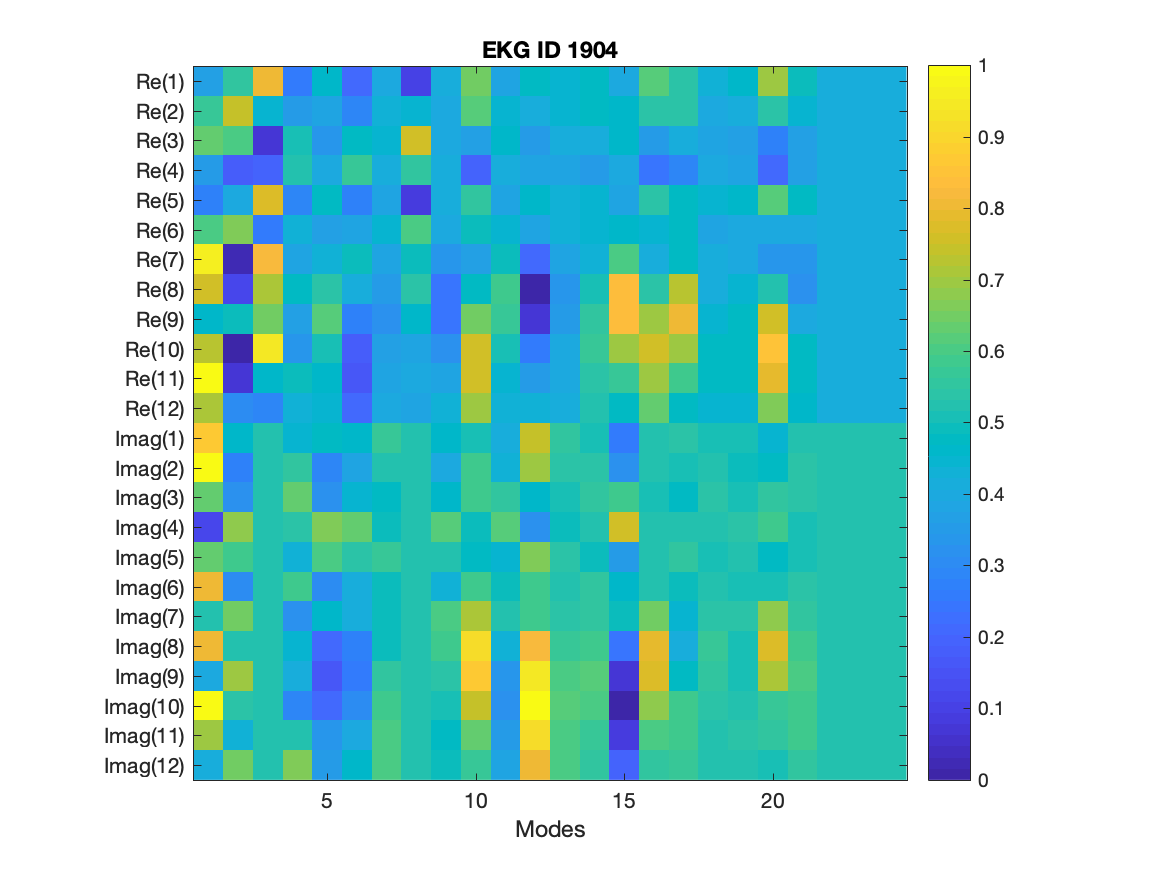 EKG ID 1904
Re(1)
Re(2)
Re(3)
Re(4)
Re(5)
Re(6)
Re(7)
Re(8)
Re(9)
Re(10)
Re(11)
Re(12)
Imag(1)
Imag(2)
Imag(3)
Imag(4)
Imag(5)
Imag(6)
Imag(7)
Imag(8)
Imag(9)
Imag(10)
Imag(11)
Imag(12)
5 10 15 20
Modes
1
0.9
0.8
0.7
0.6
0.5
0.4
0.3
0.2
0.1
0